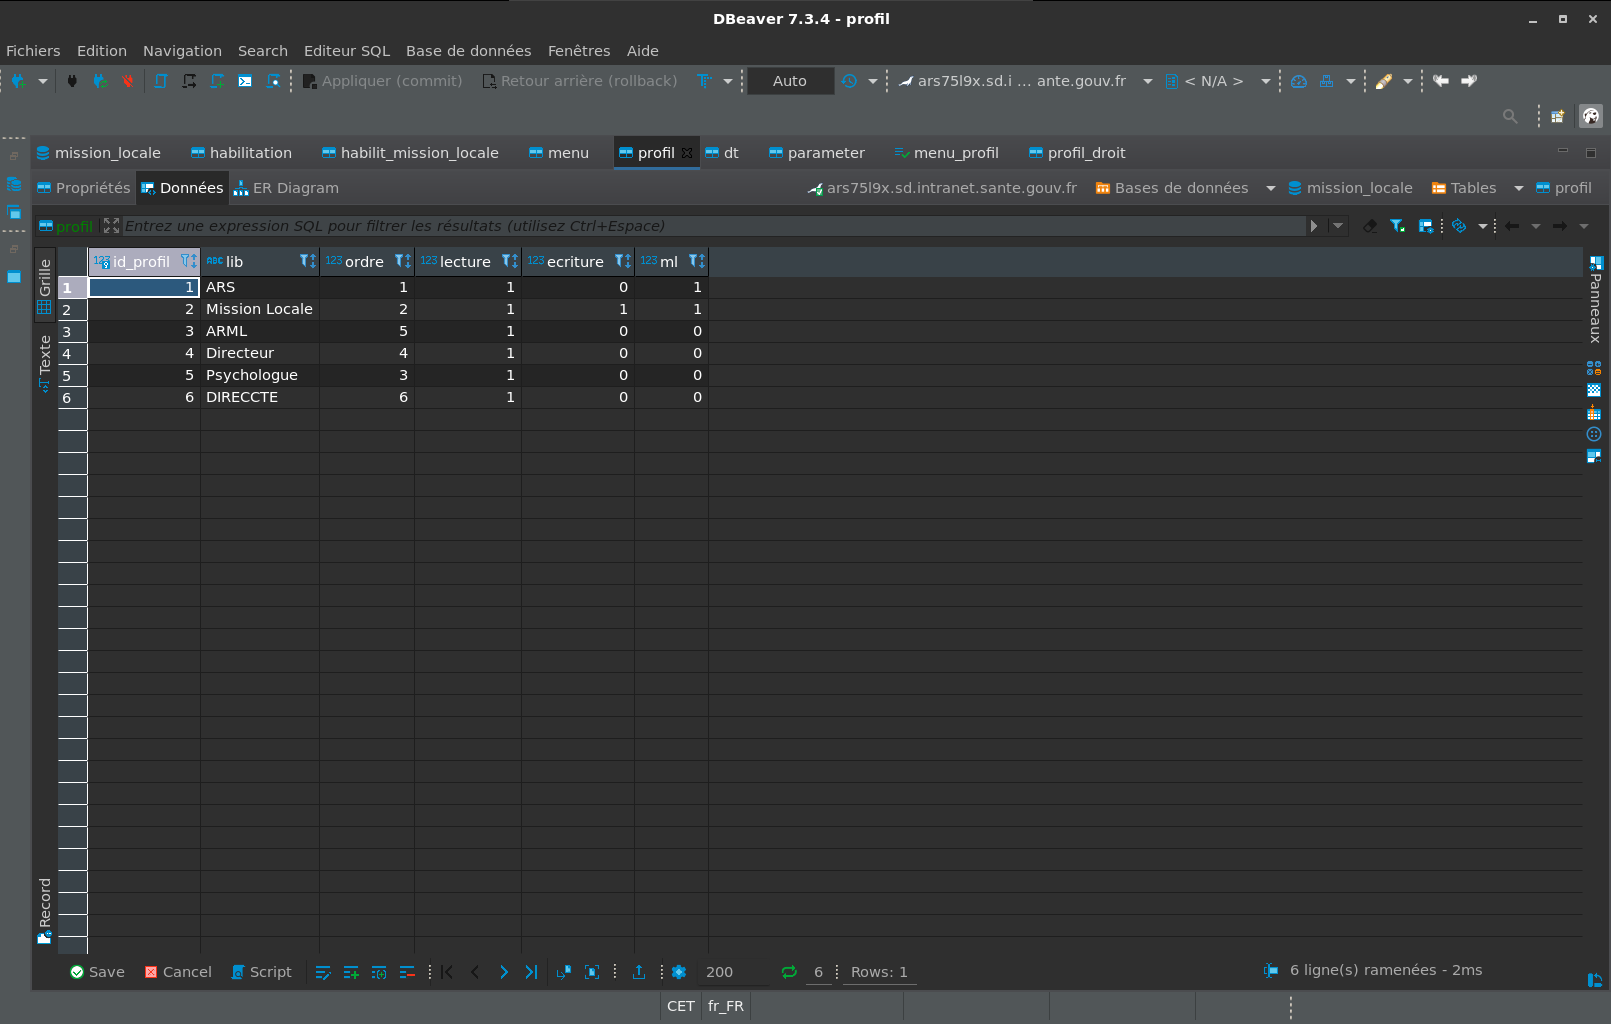 DBeaver 7.3.4 - profil
Fichiers Edition Navigation Search Editeur SQL Base de données Fenêtres Aide
Appliquer (commit) Retour arrière (rollback) Auto ars75l9x.sd.i ... ante.gouv.fr < N/A >
mission_locale habilitation habilit_mission_locale menu profil dt parameter menu_profil profil_droit
Propriétés Données ER Diagram ars75l9x.sd.intranet.sante.gouv.fr Bases de données mission_locale Tables profil
profil Entrez une expression SQL pour filtrer les résultats (utilisez Ctrl+Espace)
123 id_profil ABC lib 123 ordre 123 lecture 123 ecriture 123 ml
1 1 ARS 1 1 0 1
2 2 Mission Locale 2 1 1 1
3 3 ARML 5 1 0 0
4 4 Directeur 4 1 0 0
5 5 Psychologue 3 1 0 0
6 6 DIRECCTE 6 1 0 0
Grille
Texte
Record
Panneaux
Save Cancel Script 200 6 Rows: 1 6 ligne(s) ramenées - 2ms
CET fr_FR